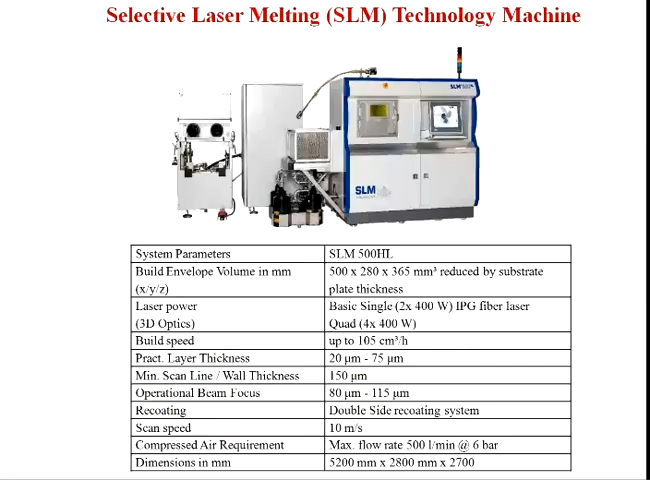 Selective Laser Melting (SLM) Technology Machine
SLM
SLM
System Parameters SLM 500HL
Build Envelope Volume in mm 500 x 280 x 365 mm³ reduced by substrate
(x/y/z) plate thickness
Laser power Basic Single (2x 400 W) IPG fiber laser
(3D Optics) Quad (4x 400 W)
Build speed up to 105 cm³/h
Pract. Layer Thickness 20 μm - 75 μm
Min. Scan Line / Wall Thickness 150 μm
Operational Beam Focus 80 μm - 115 μm
Recoating Double Side recoating system
Scan speed 10 m/s
Compressed Air Requirement Max. flow rate 500 l/min @ 6 bar
Dimensions in mm 5200 mm x 2800 mm x 2700